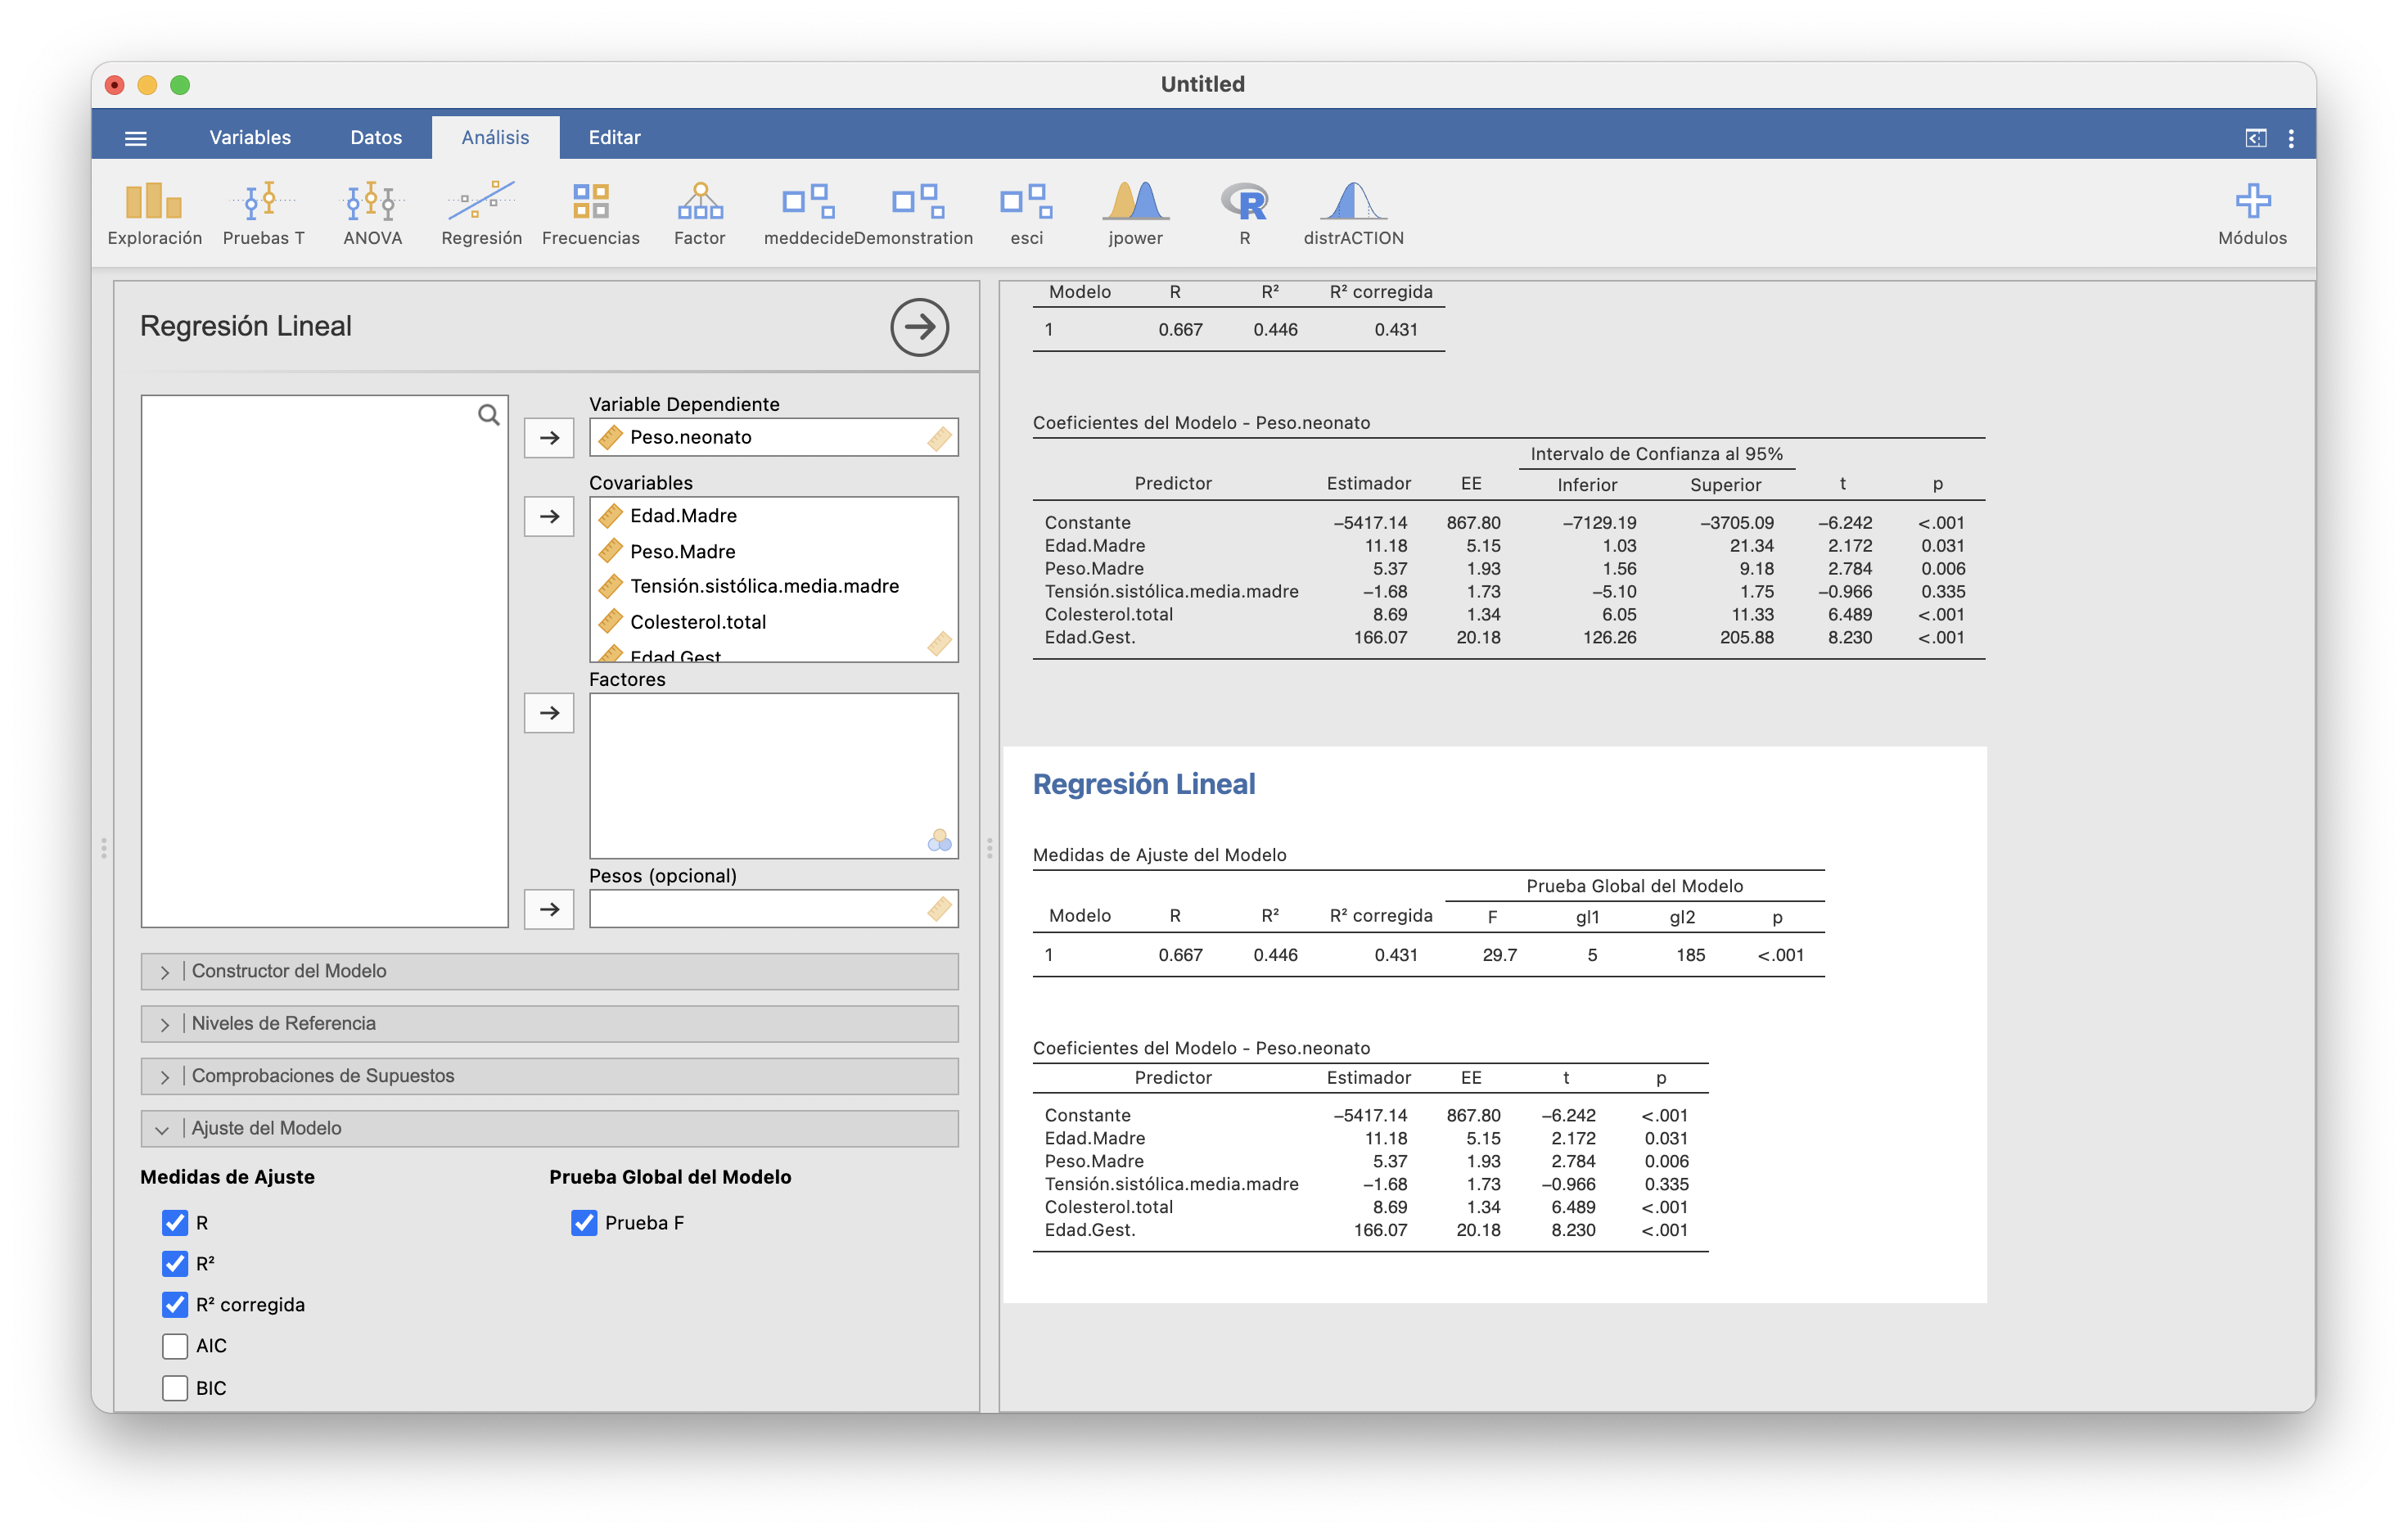 Untitled
Variables Datos Análisis Editar
Exploración Pruebas T ANOVA Regresión Frecuencias Factor meddecide Demonstration esci jpower R distrACTION Módulos
Regresión Lineal
Variable Dependiente
Peso.neonato
Covariables
Edad.Madre
Peso.Madre
Tensión.sistólica.media.madre
Colesterol.total
Edad.Gest.
Factores
Pesos (opcional)
Constructor del Modelo
Niveles de Referencia
Comprobaciones de Supuestos
Ajuste del Modelo
Medidas de Ajuste Prueba Global del Modelo
R Prueba F
R²
R² corregida
AIC
BIC
Modelo R R² R² corregida
1 0.667 0.446 0.431
Coeficientes del Modelo - Peso.neonato
Intervalo de Confianza al 95%
Predictor Estimador EE Inferior Superior t p
Constante −5417.14 867.80 −7129.19 −3705.09 −6.242 <.001
Edad.Madre 11.18 5.15 1.03 21.34 2.172 0.031
Peso.Madre 5.37 1.93 1.56 9.18 2.784 0.006
Tensión.sistólica.media.madre −1.68 1.73 −5.10 1.75 −0.966 0.335
Colesterol.total 8.69 1.34 6.05 11.33 6.489 <.001
Edad.Gest. 166.07 20.18 126.26 205.88 8.230 <.001
Regresión Lineal
Medidas de Ajuste del Modelo
Prueba Global del Modelo
Modelo R R² R² corregida F gl1 gl2 p
1 0.667 0.446 0.431 29.7 5 185 <.001
Coeficientes del Modelo - Peso.neonato
Predictor Estimador EE t p
Constante −5417.14 867.80 −6.242 <.001
Edad.Madre 11.18 5.15 2.172 0.031
Peso.Madre 5.37 1.93 2.784 0.006
Tensión.sistólica.media.madre −1.68 1.73 −0.966 0.335
Colesterol.total 8.69 1.34 6.489 <.001
Edad.Gest. 166.07 20.18 8.230 <.001